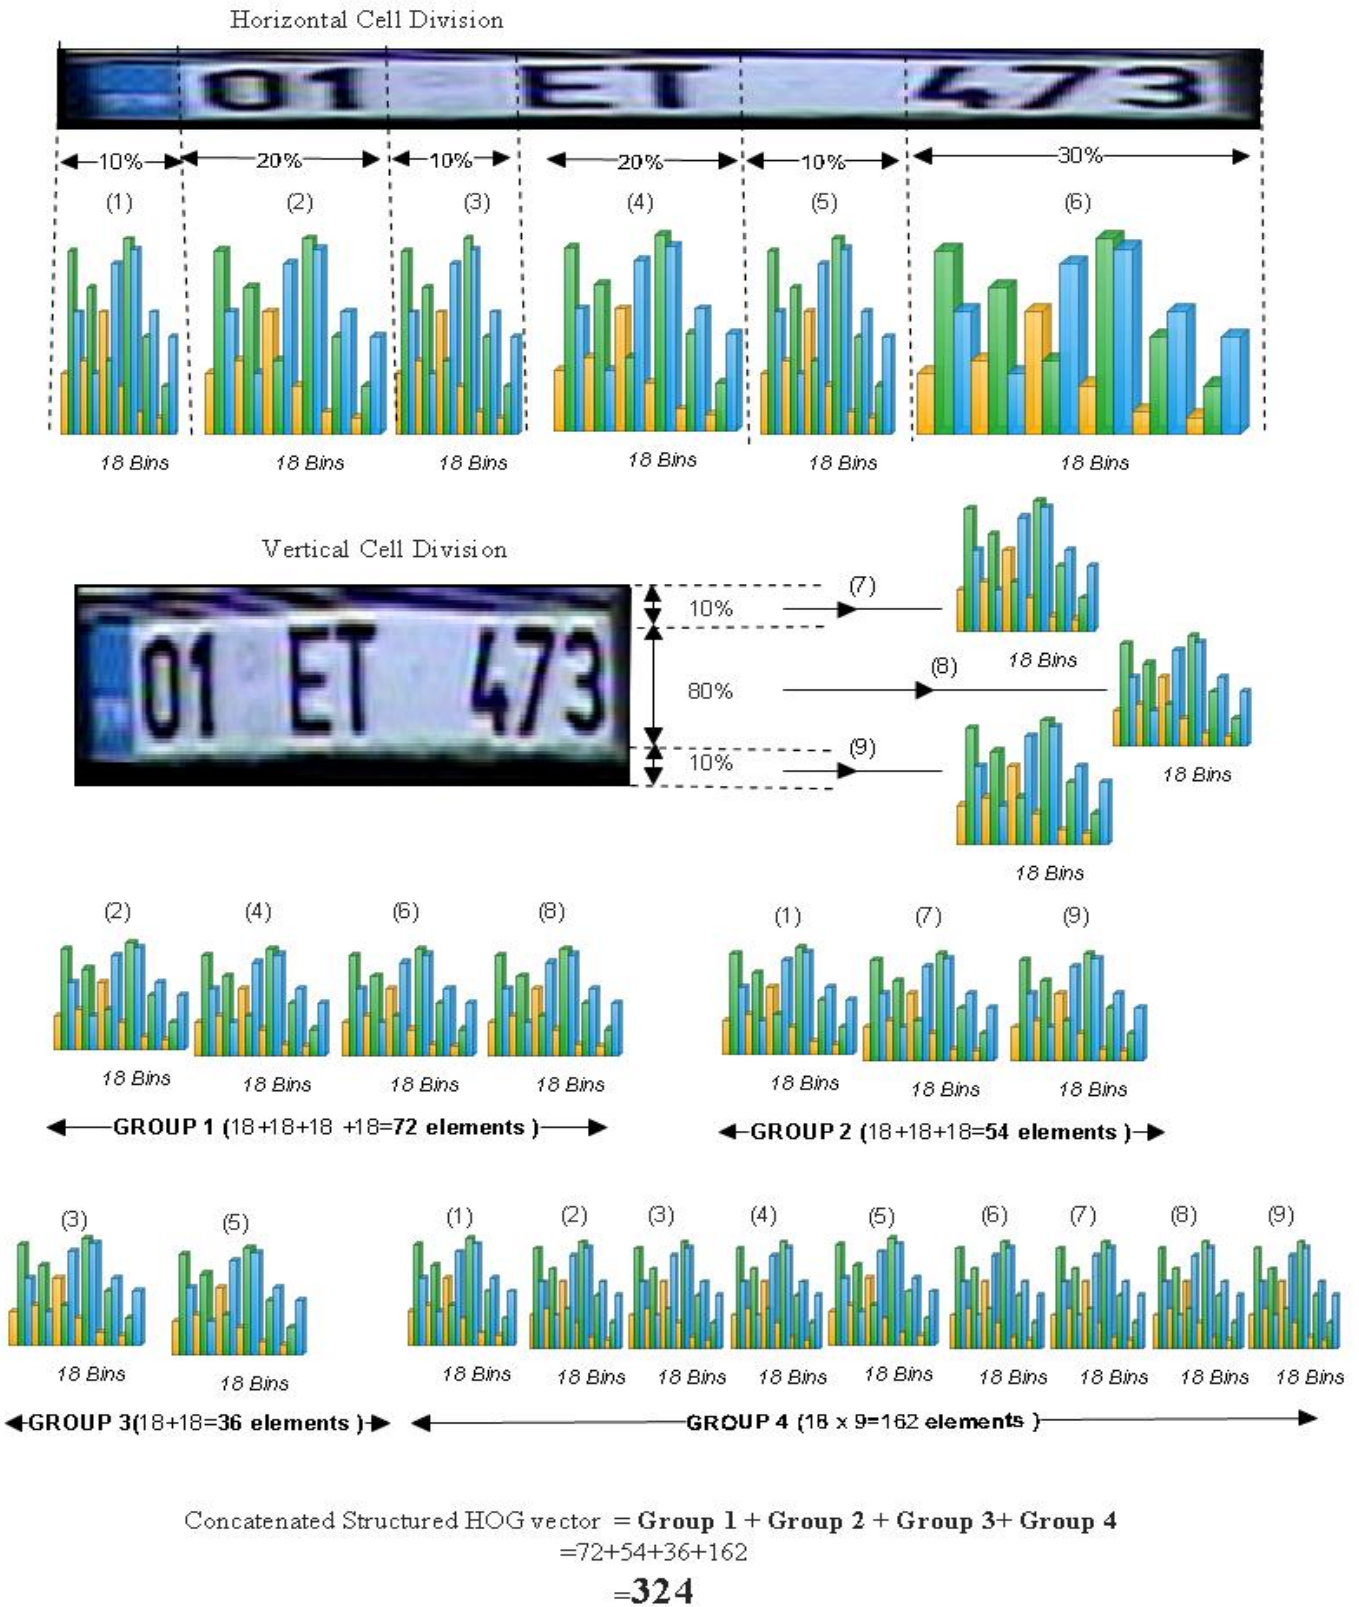 Horizontal Cell Division
01 ET 473
10% 20% 10% 20% 10% 30%
(1) (2) (3) (4) (5) (6)
18 Bins 18 Bins 18 Bins 18 Bins 18 Bins 18 Bins
Vertical Cell Division
01 ET 473
10% (7)
18 Bins
80% (8)
18 Bins
10% (9)
18 Bins
(2) (4) (6) (8)
18 Bins 18 Bins 18 Bins 18 Bins
GROUP 1 (18+18+18 +18=72 elements )
(1) (7) (9)
18 Bins 18 Bins 18 Bins
GROUP 2 (18+18+18=54 elements )
(3) (5)
18 Bins 18 Bins
GROUP 3(18+18=36 elements )
(1) (2) (3) (4) (5) (6) (7) (8) (9)
18 Bins 18 Bins 18 Bins 18 Bins 18 Bins 18 Bins 18 Bins 18 Bins 18 Bins
GROUP 4 (18 x 9=162 elements )
Concatenated Structured HOG vector = Group 1 + Group 2 + Group 3+ Group 4
=72+54+36+162
=324